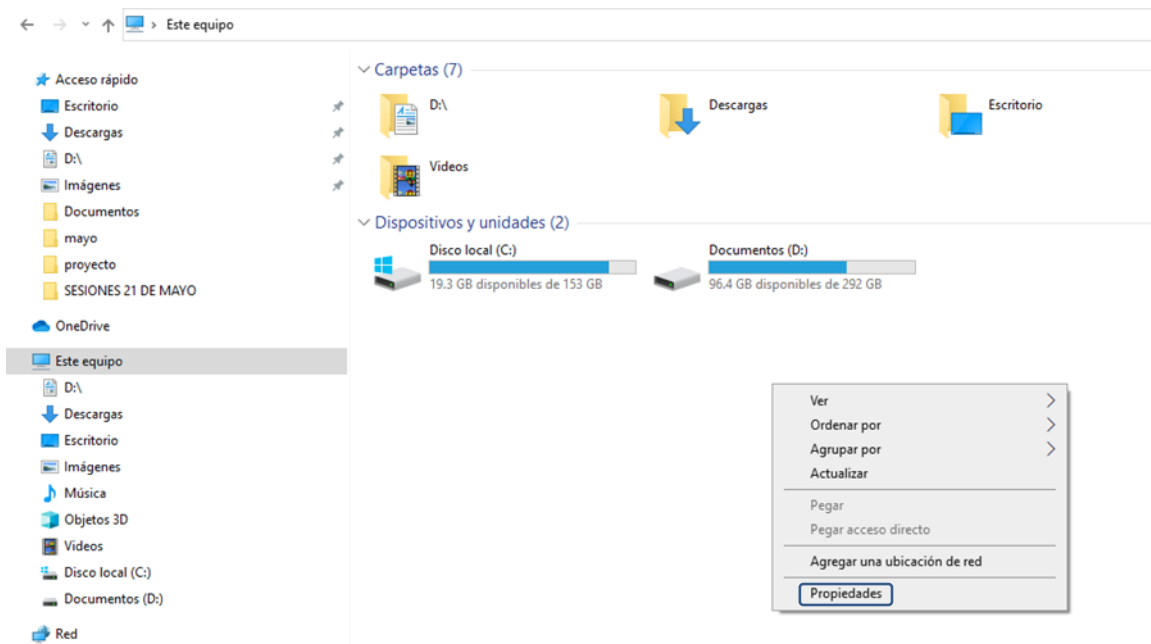 Este equipo
Acceso rápido
Escritorio
Descargas
D:\
Imágenes
Documentos
mayo
proyecto
SESIONES 21 DE MAYO
OneDrive
Este equipo
D:\
Descargas
Escritorio
Imágenes
Música
Objetos 3D
Videos
Disco local (C:)
Documentos (D:)
Red
Carpetas (7)
D:\
Descargas
Escritorio
Videos
Dispositivos y unidades (2)
Disco local (C:)
19.3 GB disponibles de 153 GB
Documentos (D:)
96.4 GB disponibles de 292 GB
Ver
Ordenar por
Agrupar por
Actualizar
Pegar
Pegar acceso directo
Agregar una ubicación de red
Propiedades